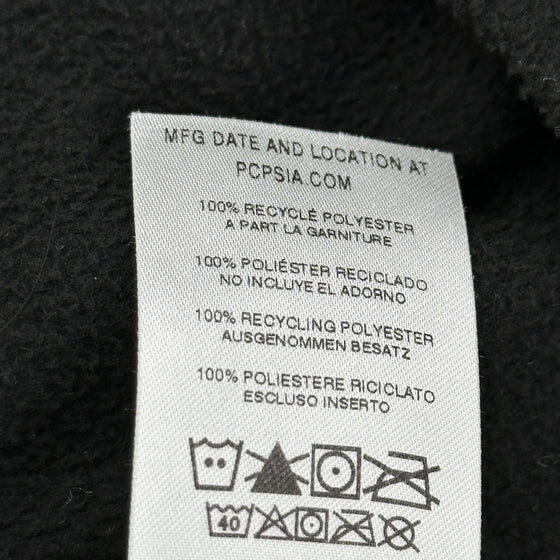 MFG DATE AND LOCATION AT
PCPSIA.COM
100% RECYCLÉ POLYESTER
A PART LA GARNITURE
100% POLIÉSTER RECICLADO
NO INCLUYE EL ADORNO
100% RECYCLING POLYESTER
AUSGENOMMEN BESATZ
100% POLIESTERE RICICLATO
ESCLUSO INSERTO
40